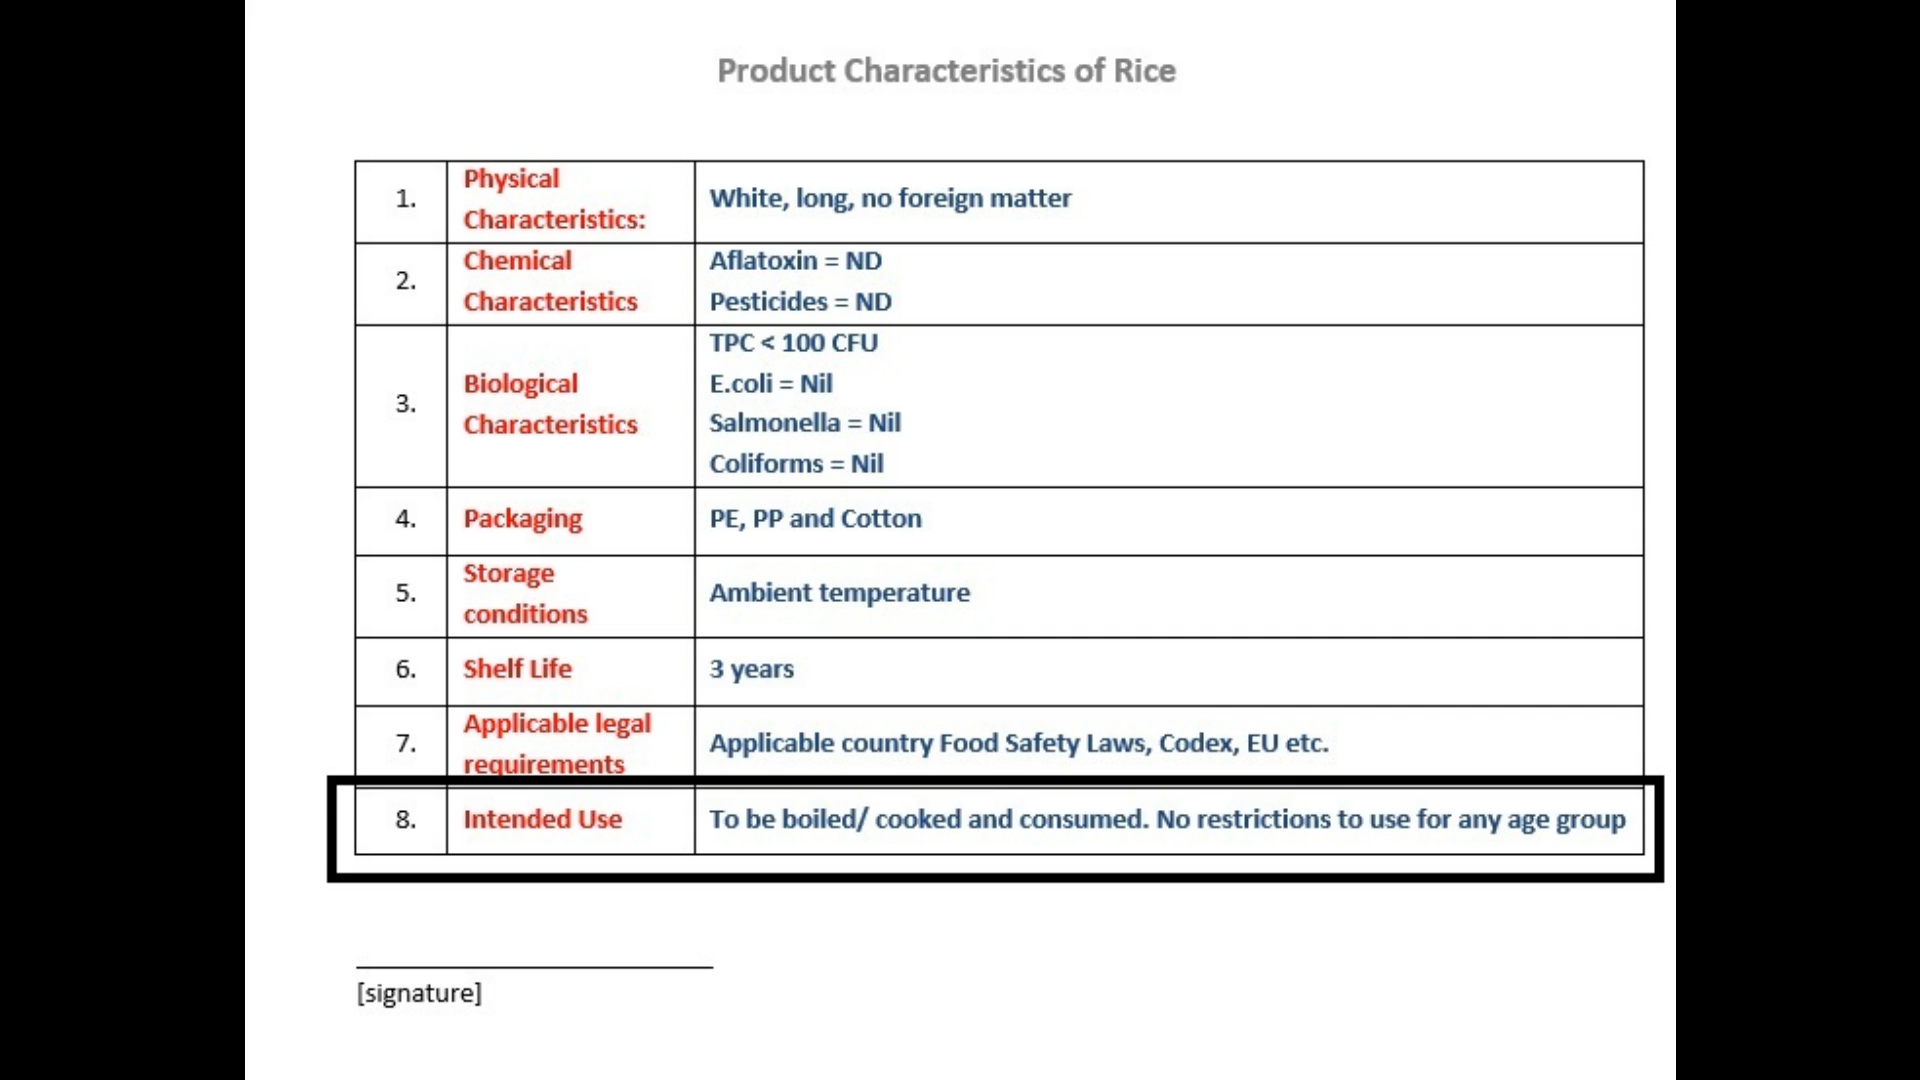 Product Characteristics of Rice
1.
Physical
Characteristics:
White, long, no foreign matter
2.
Chemical
Characteristics
Aflatoxin = ND
Pesticides = ND
3.
Biological
Characteristics
TPC < 100 CFU
E.coli = Nil
Salmonella = Nil
Coliforms = Nil
4.
Packaging
PE, PP and Cotton
5.
Storage
conditions
Ambient temperature
6.
Shelf Life
3 years
7.
Applicable legal
requirements
Applicable country Food Safety Laws, Codex, EU etc.
8.
Intended Use
To be boiled/ cooked and consumed. No restrictions to use for any age group
[signature]